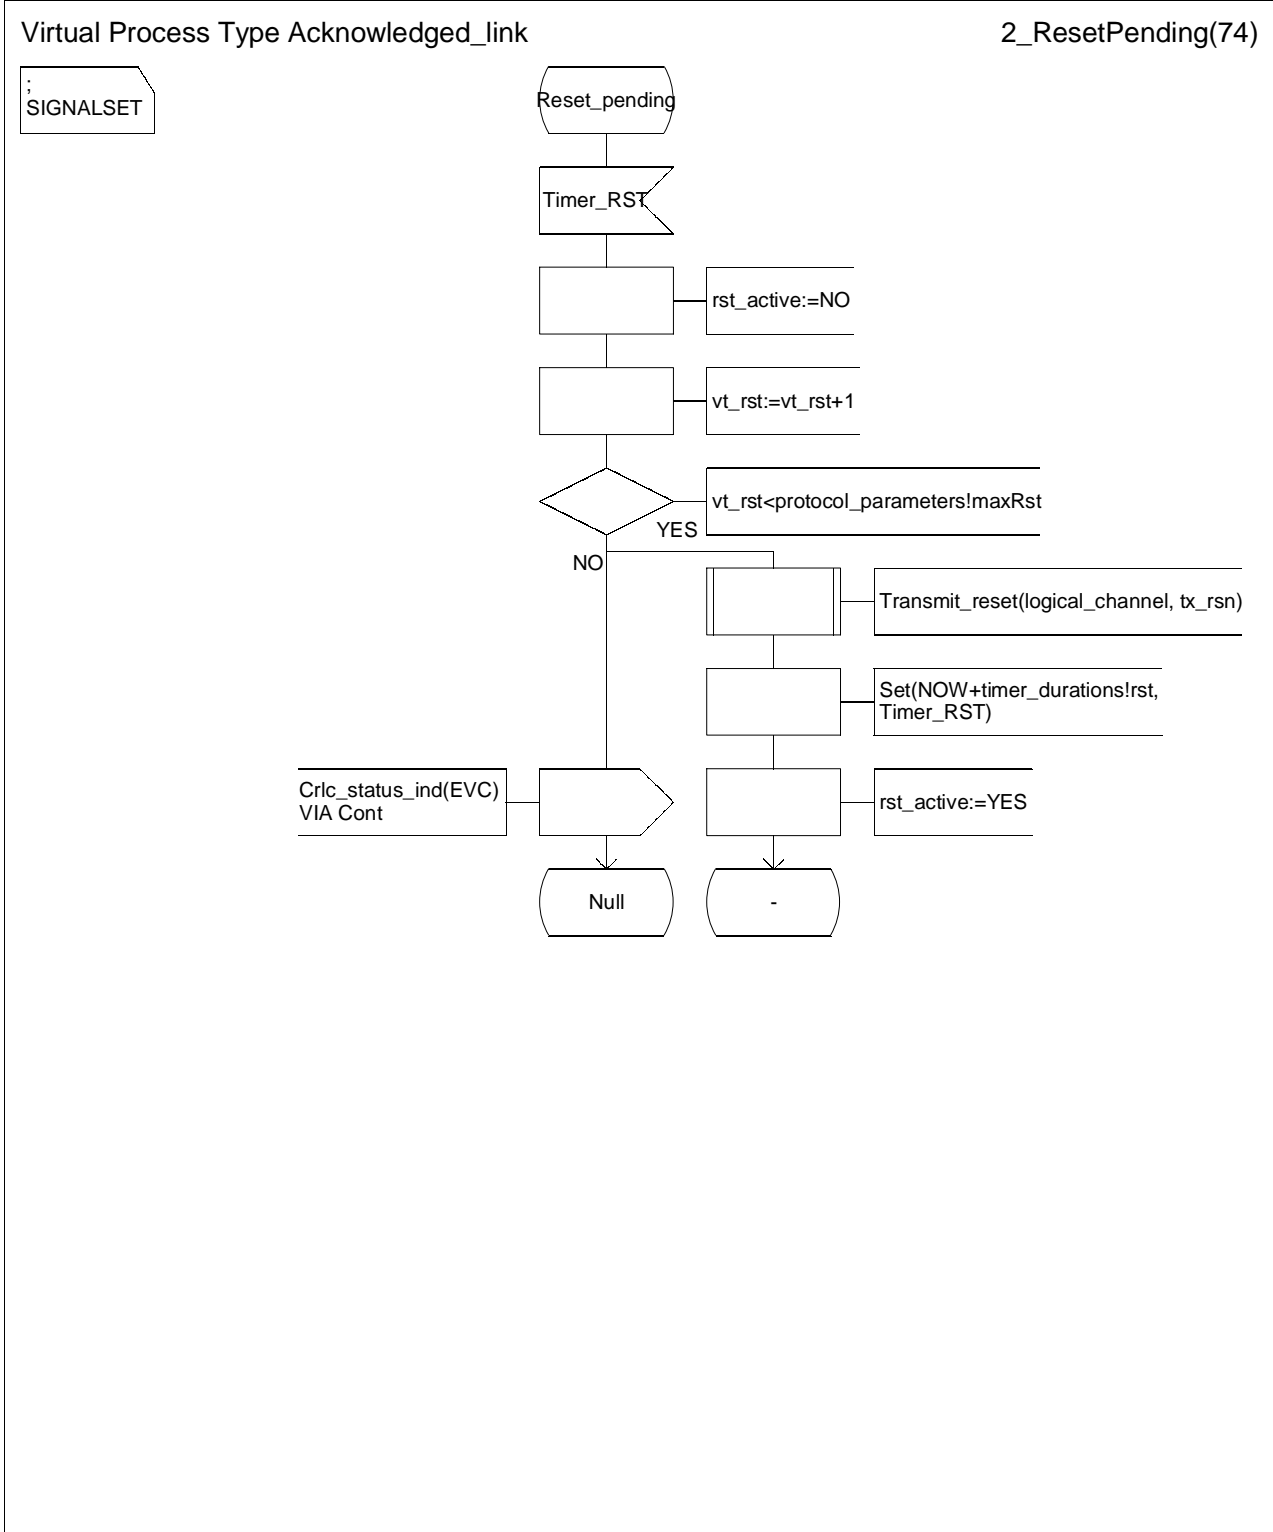 Virtual Process Type Acknowledged_link
2_ResetPending(74)
;
SIGNALSET
Reset_pending
Timer_RST
rst_active:=NO
vt_rst:=vt_rst+1
vt_rst<protocol_parameters!maxRst
YES
NO
Transmit_reset(logical_channel, tx_rsn)
Set(NOW+timer_durations!rst,
Timer_RST)
Crlc_status_ind(EVC)
VIA Cont
rst_active:=YES
Null
-